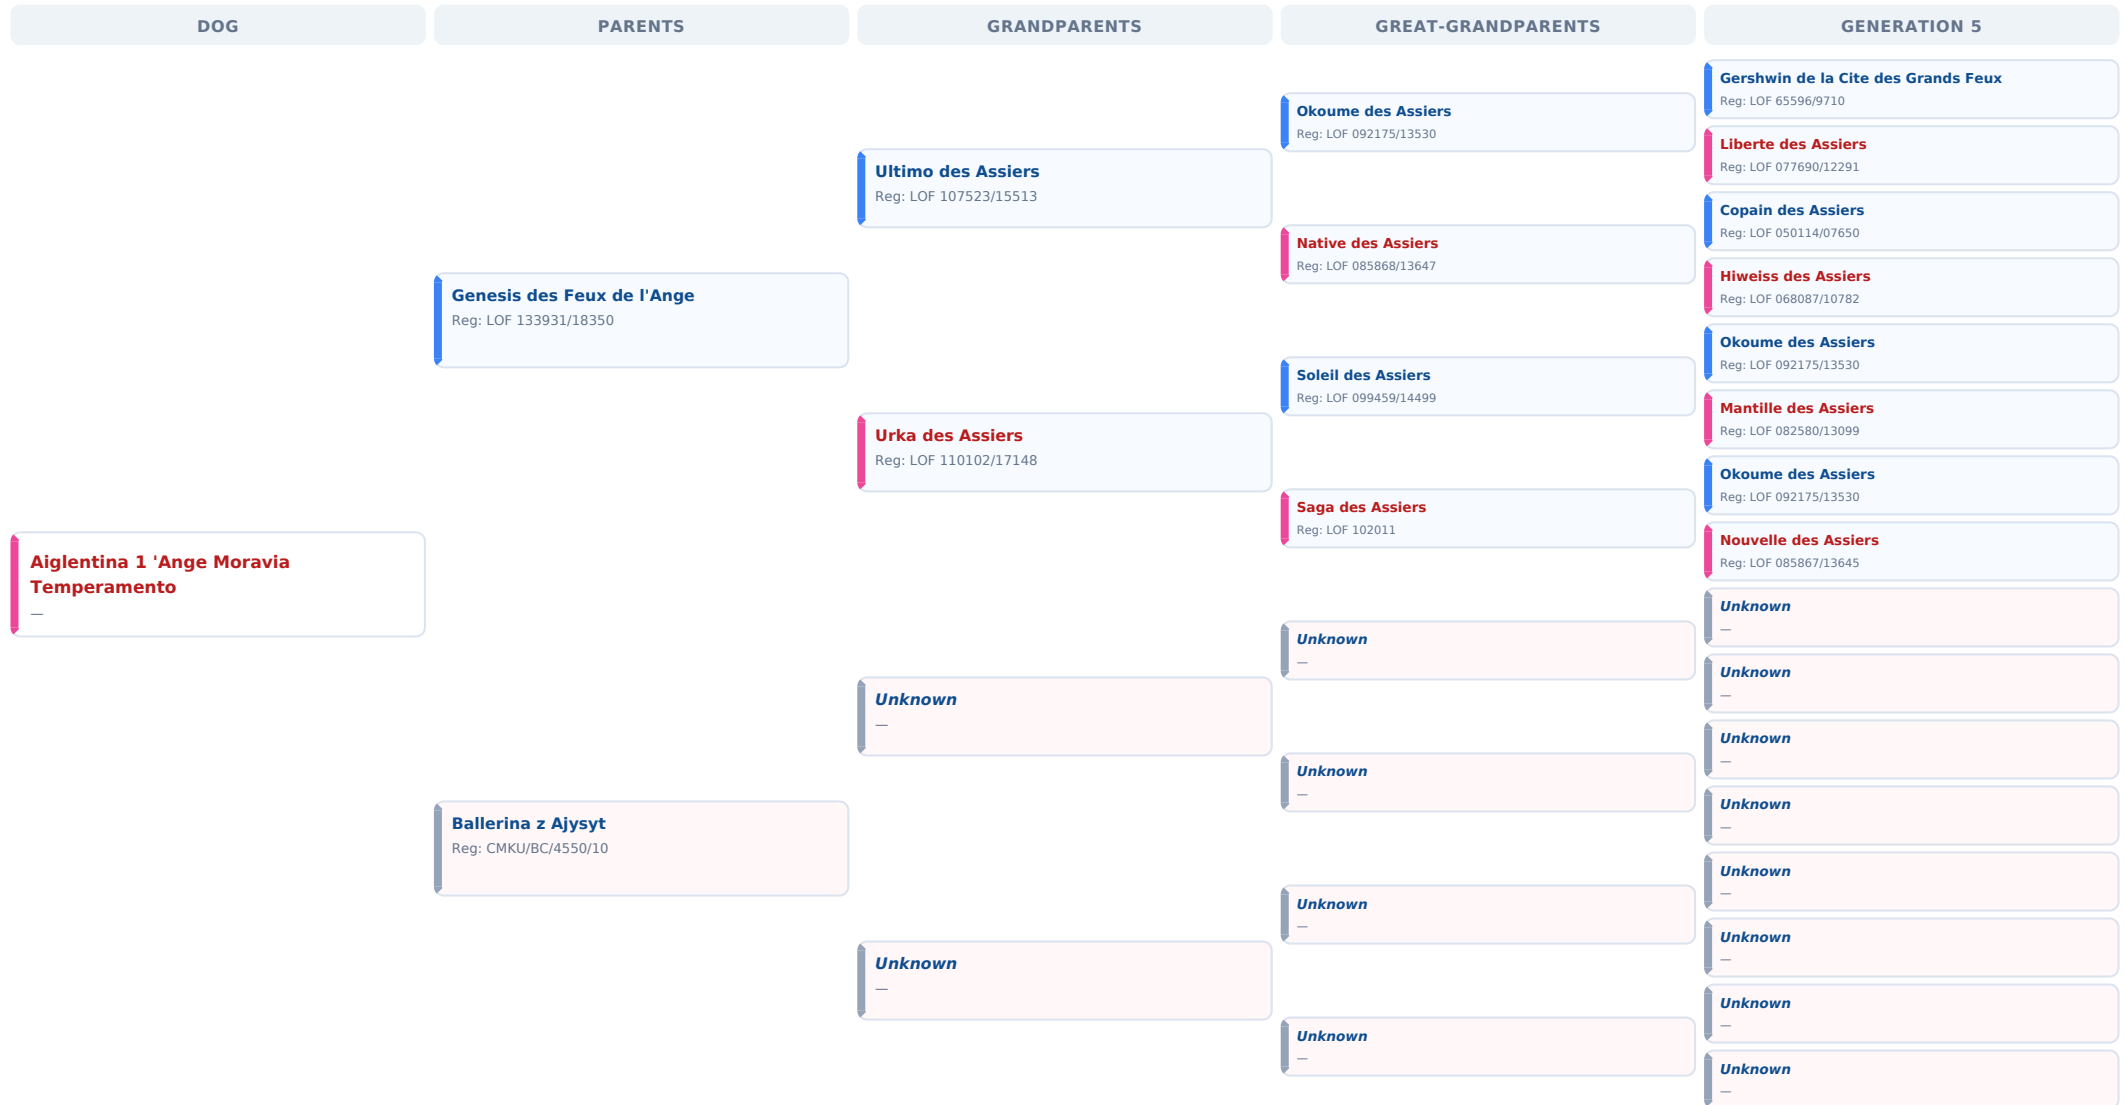 DOG
PARENTS
GRANDPARENTS
GREAT-GRANDPARENTS
GENERATION 5
Aiglentina 1 'Ange Moravia
Temperamento
—
Genesis des Feux de l'Ange
Reg: LOF 133931/18350
Ballerina z Ajysyt
Reg: CMKU/BC/4550/10
Ultimo des Assiers
Reg: LOF 107523/15513
Urka des Assiers
Reg: LOF 110102/17148
Unknown
—
Unknown
—
Okoume des Assiers
Reg: LOF 092175/13530
Native des Assiers
Reg: LOF 085868/13647
Soleil des Assiers
Reg: LOF 099459/14499
Saga des Assiers
Reg: LOF 102011
Unknown
—
Unknown
—
Unknown
—
Unknown
—
Gershwin de la Cite des Grands Feux
Reg: LOF 65596/9710
Liberte des Assiers
Reg: LOF 077690/12291
Copain des Assiers
Reg: LOF 050114/07650
Hiweiss des Assiers
Reg: LOF 068087/10782
Okoume des Assiers
Reg: LOF 092175/13530
Mantille des Assiers
Reg: LOF 082580/13099
Okoume des Assiers
Reg: LOF 092175/13530
Nouvelle des Assiers
Reg: LOF 085867/13645
Unknown
—
Unknown
—
Unknown
—
Unknown
—
Unknown
—
Unknown
—
Unknown
—
Unknown
—